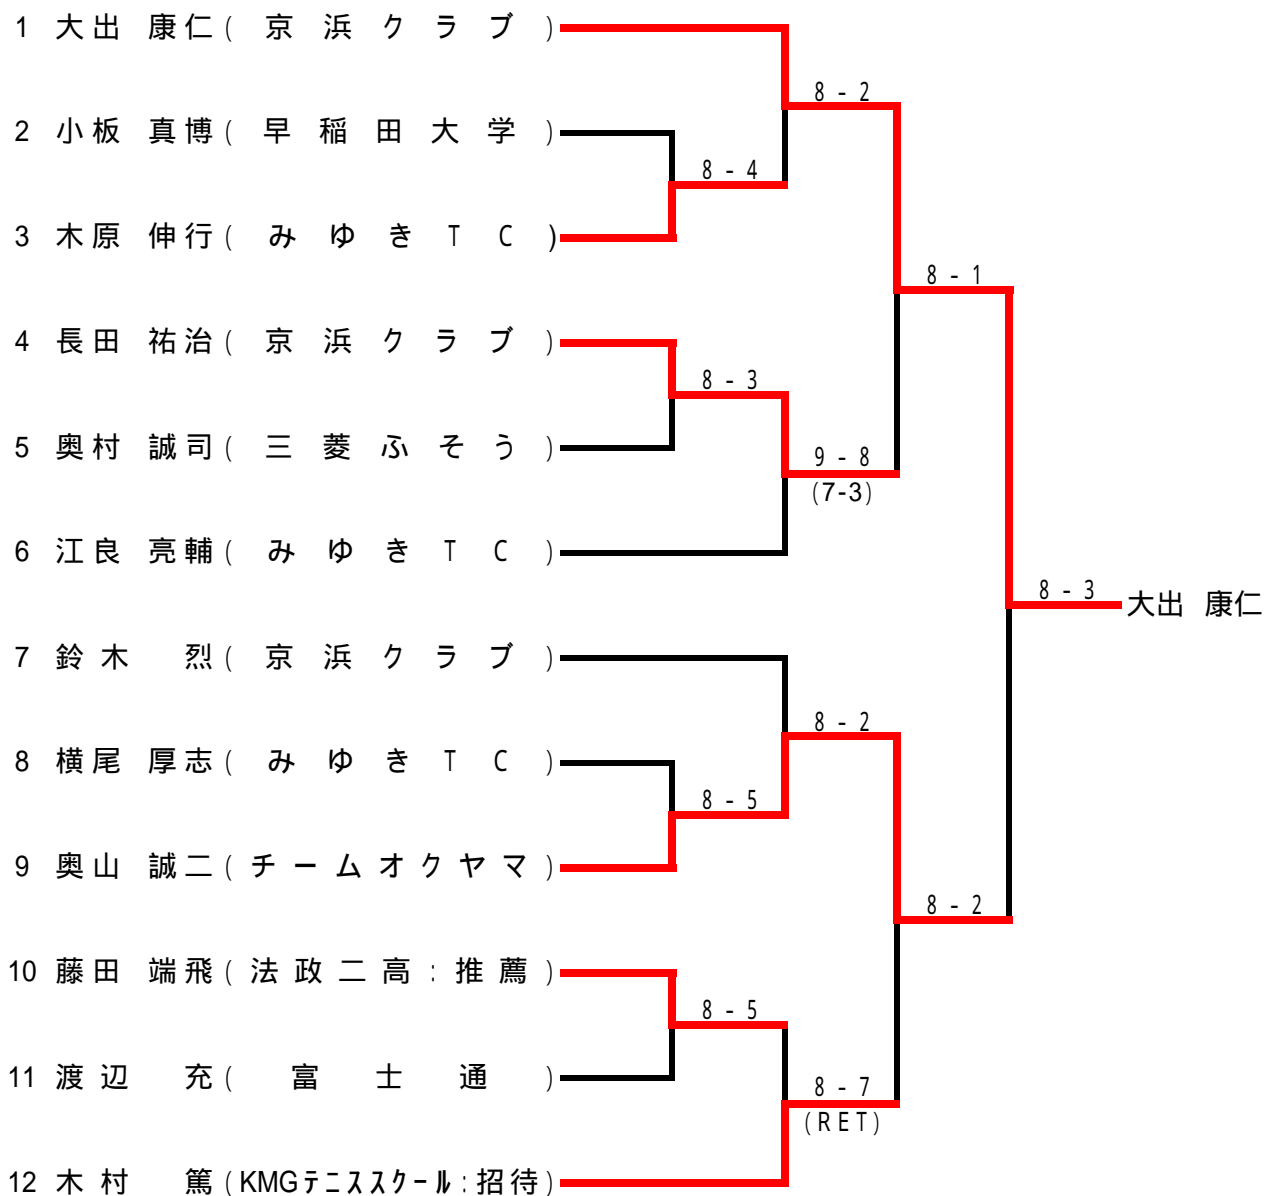 1 大出 康仁 ( 京浜クラブ )
8 - 2
2 小板 真博 ( 早稲田大学 )
8 - 4
3 木原 伸行 ( みゆきTC )
8 - 1
4 長田 祐治 ( 京浜クラブ )
8 - 3
5 奥村 誠司 ( 三菱ふそう )
9 - 8
(7-3)
6 江良 亮輔 ( みゆきTC )
8 - 3 大出 康仁
7 鈴木 烈 ( 京浜クラブ )
8 - 2
8 横尾 厚志 ( みゆきTC )
8 - 5
9 奥山 誠二 ( チームオクヤマ )
8 - 2
10 藤田 端飛 ( 法政二高:推薦 )
8 - 5
11 渡辺 充 ( 富士通 )
8 - 7
(RET)
12 木村 篤 (KMGテニススクール:招待)